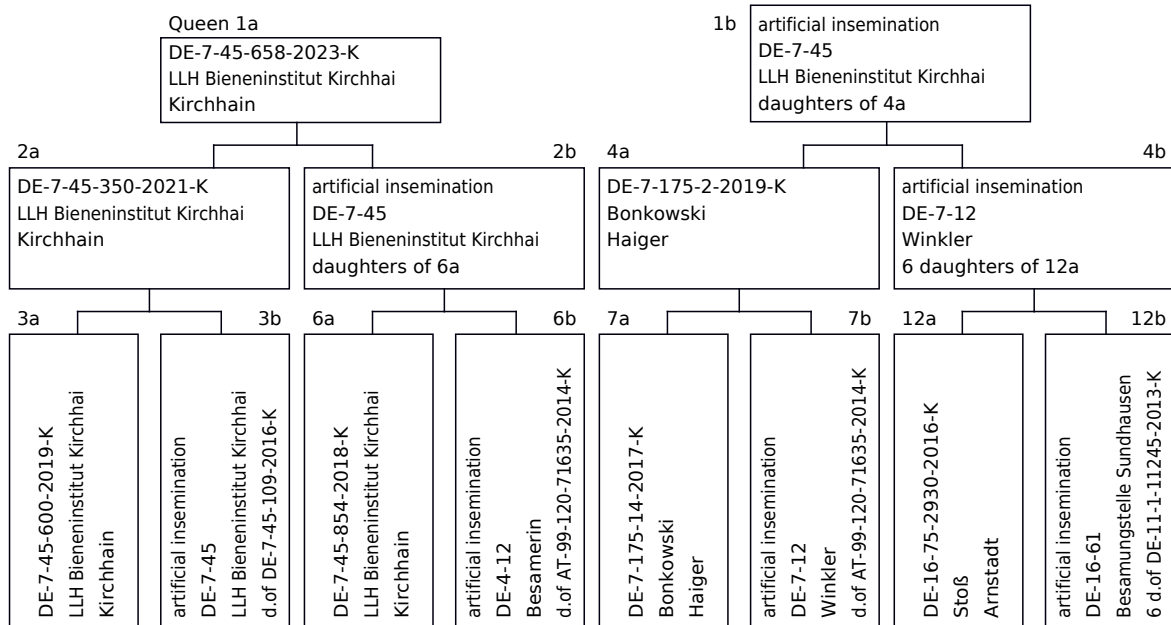 Queen 1a
DE-7-45-658-2023-K
LLH Bieneninstitut Kirchhai
Kirchhain
1b
artificial insemination
DE-7-45
LLH Bieneninstitut Kirchhai
daughters of 4a
2a
DE-7-45-350-2021-K
LLH Bieneninstitut Kirchhai
Kirchhain
2b
artificial insemination
DE-7-45
LLH Bieneninstitut Kirchhai
daughters of 6a
4a
DE-7-175-2-2019-K
Bonkowski
Haiger
4b
artificial insemination
DE-7-12
Winkler
6 daughters of 12a
3a
DE-7-45-600-2019-K
LLH Bieneninstitut Kirchhai
Kirchhain
3b
artificial insemination
DE-7-45
LLH Bieneninstitut Kirchhai
d.of DE-7-45-109-2016-K
6a
DE-7-45-854-2018-K
LLH Bieneninstitut Kirchhai
Kirchhain
6b
artificial insemination
DE-4-12
Besamerin
d.of AT-99-120-71635-2014-K
7a
DE-7-175-14-2017-K
Bonkowski
Haiger
7b
artificial insemination
DE-7-12
Winkler
d.of AT-99-120-71635-2014-K
12a
DE-16-75-2930-2016-K
Stoß
Arnstadt
12b
artificial insemination
DE-16-61
Besamungstelle Sundhausen
6 d.of DE-11-1-11245-2013-K